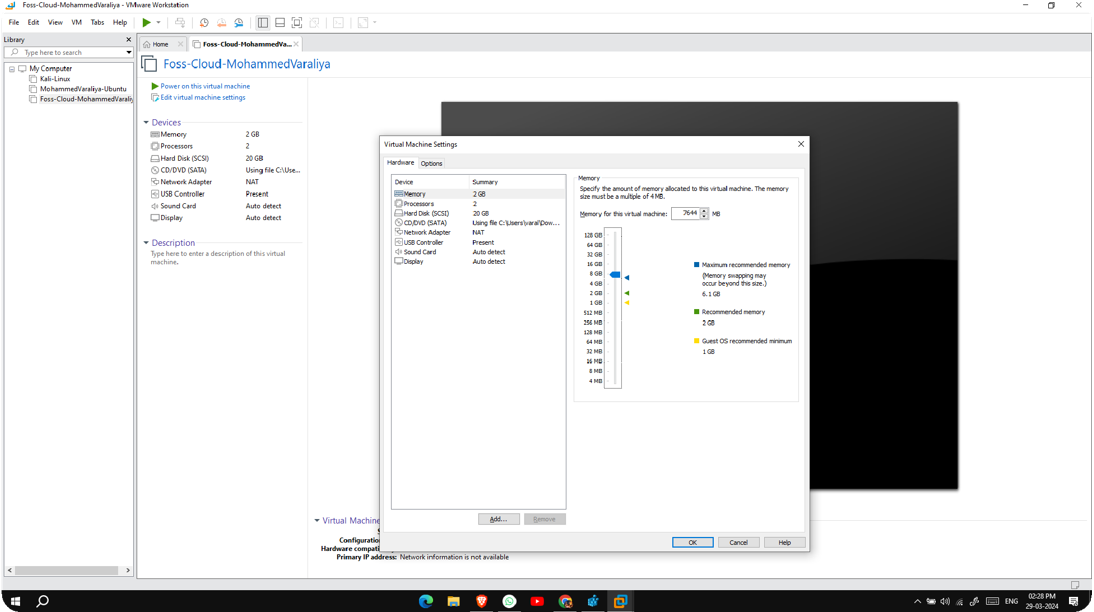 Foss-Cloud-MohammedVaraliya - VMware Workstation
File Edit View VM Tabs Help
Library
Type here to search
My Computer
Kali-Linux
MohammedVaraliya-Ubuntu
Foss-Cloud-MohammedVaraliy
Home
Foss-Cloud-MohammedVa...
Foss-Cloud-MohammedVaraliya
Power on this virtual machine
Edit virtual machine settings
Devices
Memory 2 GB
Processors 2
Hard Disk (SCSI) 20 GB
CD/DVD (SATA) Using file C:\Use...
Network Adapter NAT
USB Controller Present
Sound Card Auto detect
Display Auto detect
Description
Type here to enter a description of this virtual
machine.
Virtual Machine Settings
Hardware Options
Device Summary
Memory 2 GB
Processors 2
Hard Disk (SCSI) 20 GB
CD/DVD (SATA) Using file C:\Users\varal\Dow...
Network Adapter NAT
USB Controller Present
Sound Card Auto detect
Display Auto detect
Add... Remove
Memory
Specify the amount of memory allocated to this virtual machine. The memory
size must be a multiple of 4 MB.
Memory for this virtual machine: 7644 MB
128 GB
64 GB
32 GB
16 GB
8 GB
4 GB
2 GB
1 GB
512 MB
256 MB
128 MB
64 MB
32 MB
16 MB
8 MB
4 MB
Maximum recommended memory
(Memory swapping may
occur beyond this size.)
6.1 GB
Recommended memory
2 GB
Guest OS recommended minimum
1 GB
OK Cancel Help
Virtual Machine
Configuratio
Hardware compati
Primary IP address: Network information is not available
ENG
02:28 PM
29-03-2024